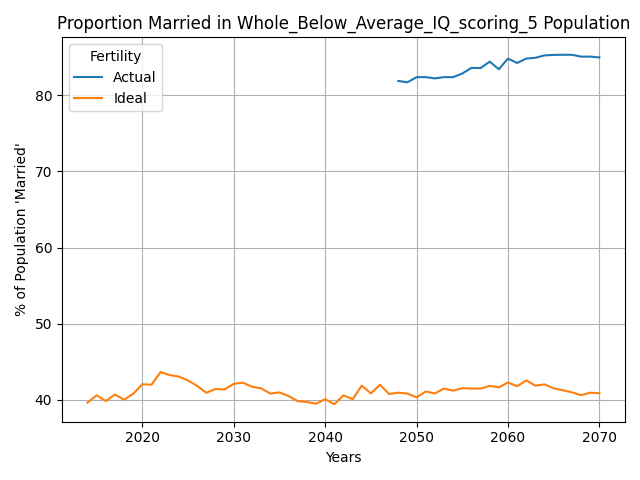 Proportion Married in Whole_Below_Average_IQ_scoring_5 Population
Fertility
Actual
Ideal
% of Population 'Married'
80
70
60
50
40
2020 2030 2040 2050 2060 2070
Years